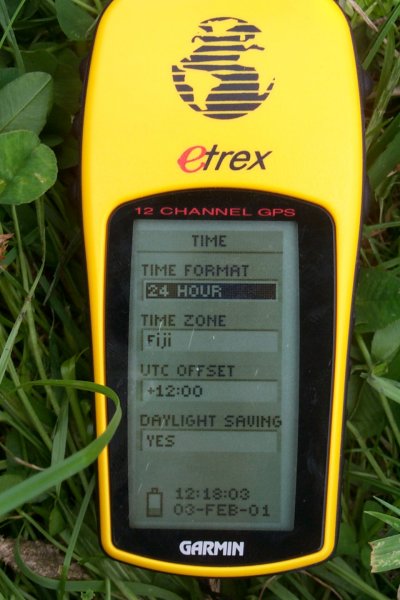 etrex
12 CHANNEL GPS
TIME
TIME FORMAT
24 HOUR
TIME ZONE
Fiji
UTC OFFSET
+12:00
DAYLIGHT SAVING
YES
12:18:03
03-FEB-01
GARMIN